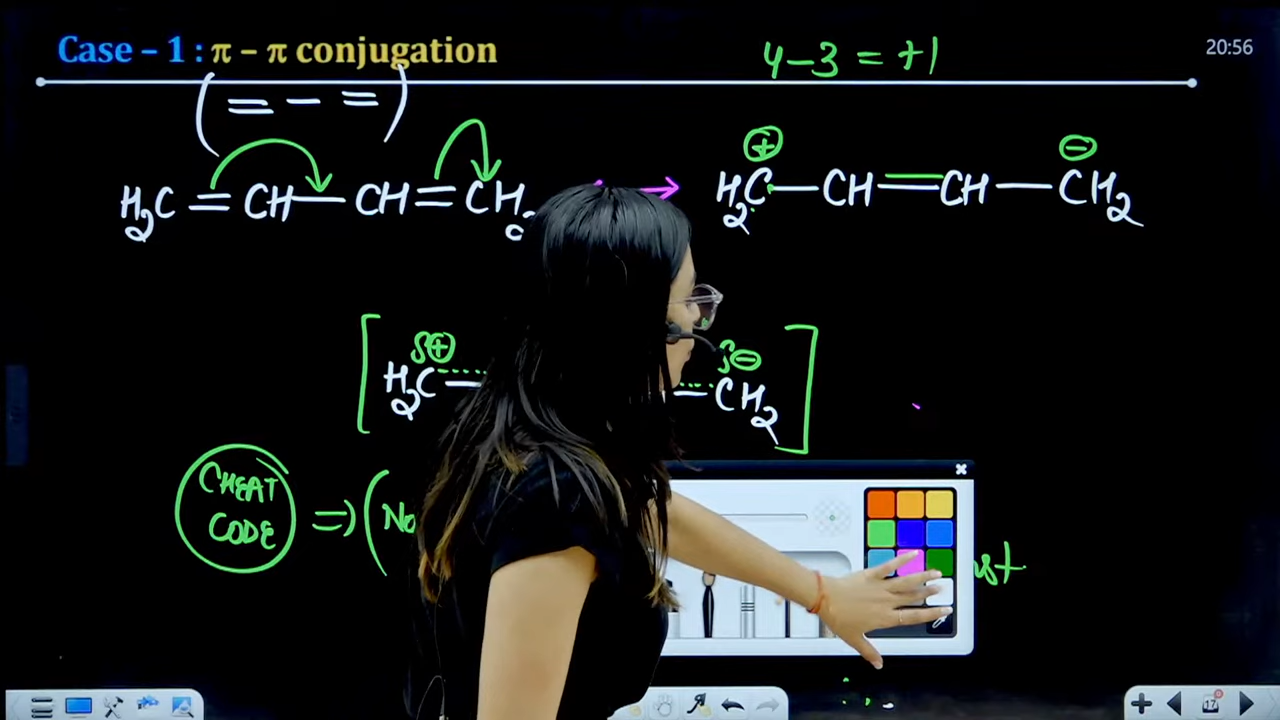 Case – 1 : π – π conjugation
4-3 = +1
20:56
(= - =)
H2C=CH-CH=CH2
H2C-CH=CH-CH2
⊕ ⊖
[H2C δ⊕ CH2 δ⊖]
CHEAT CODE => (No
17